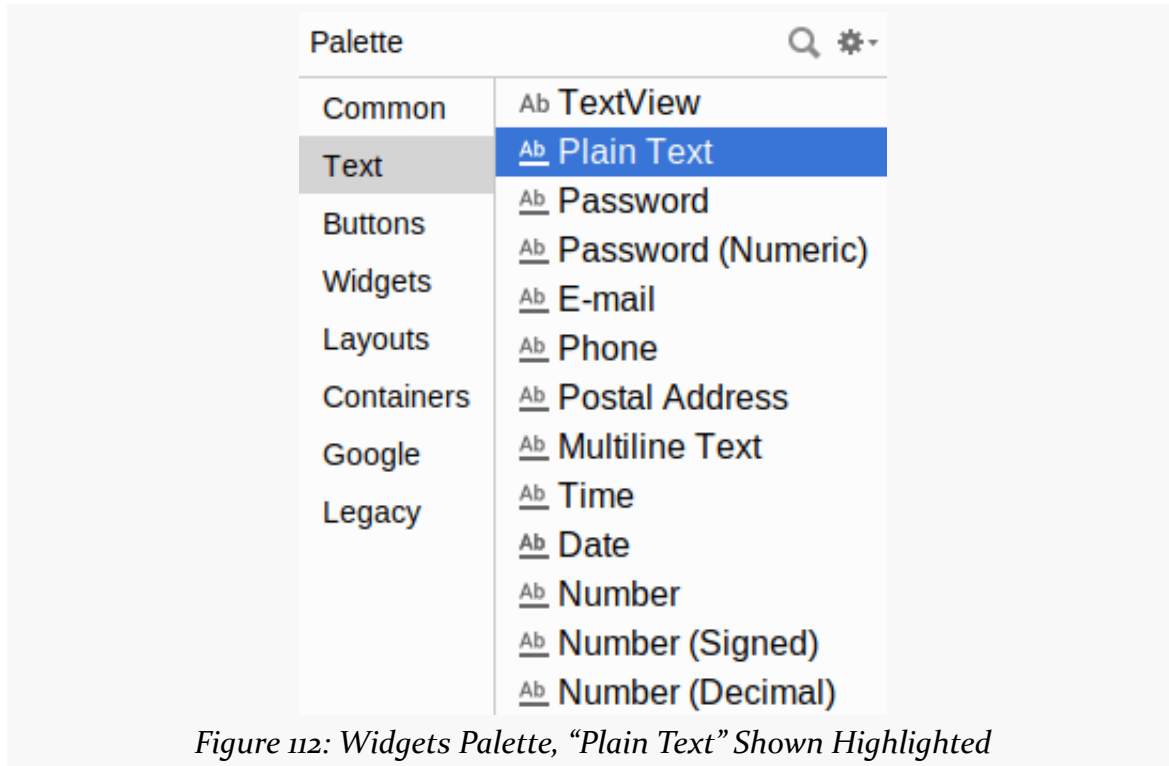 Palette
Common
Text
Buttons
Widgets
Layouts
Containers
Google
Legacy
Ab TextView
Ab Plain Text
Ab Password
Ab Password (Numeric)
Ab E-mail
Ab Phone
Ab Postal Address
Ab Multiline Text
Ab Time
Ab Date
Ab Number
Ab Number (Signed)
Ab Number (Decimal)
Figure 112: Widgets Palette, “Plain Text” Shown Highlighted